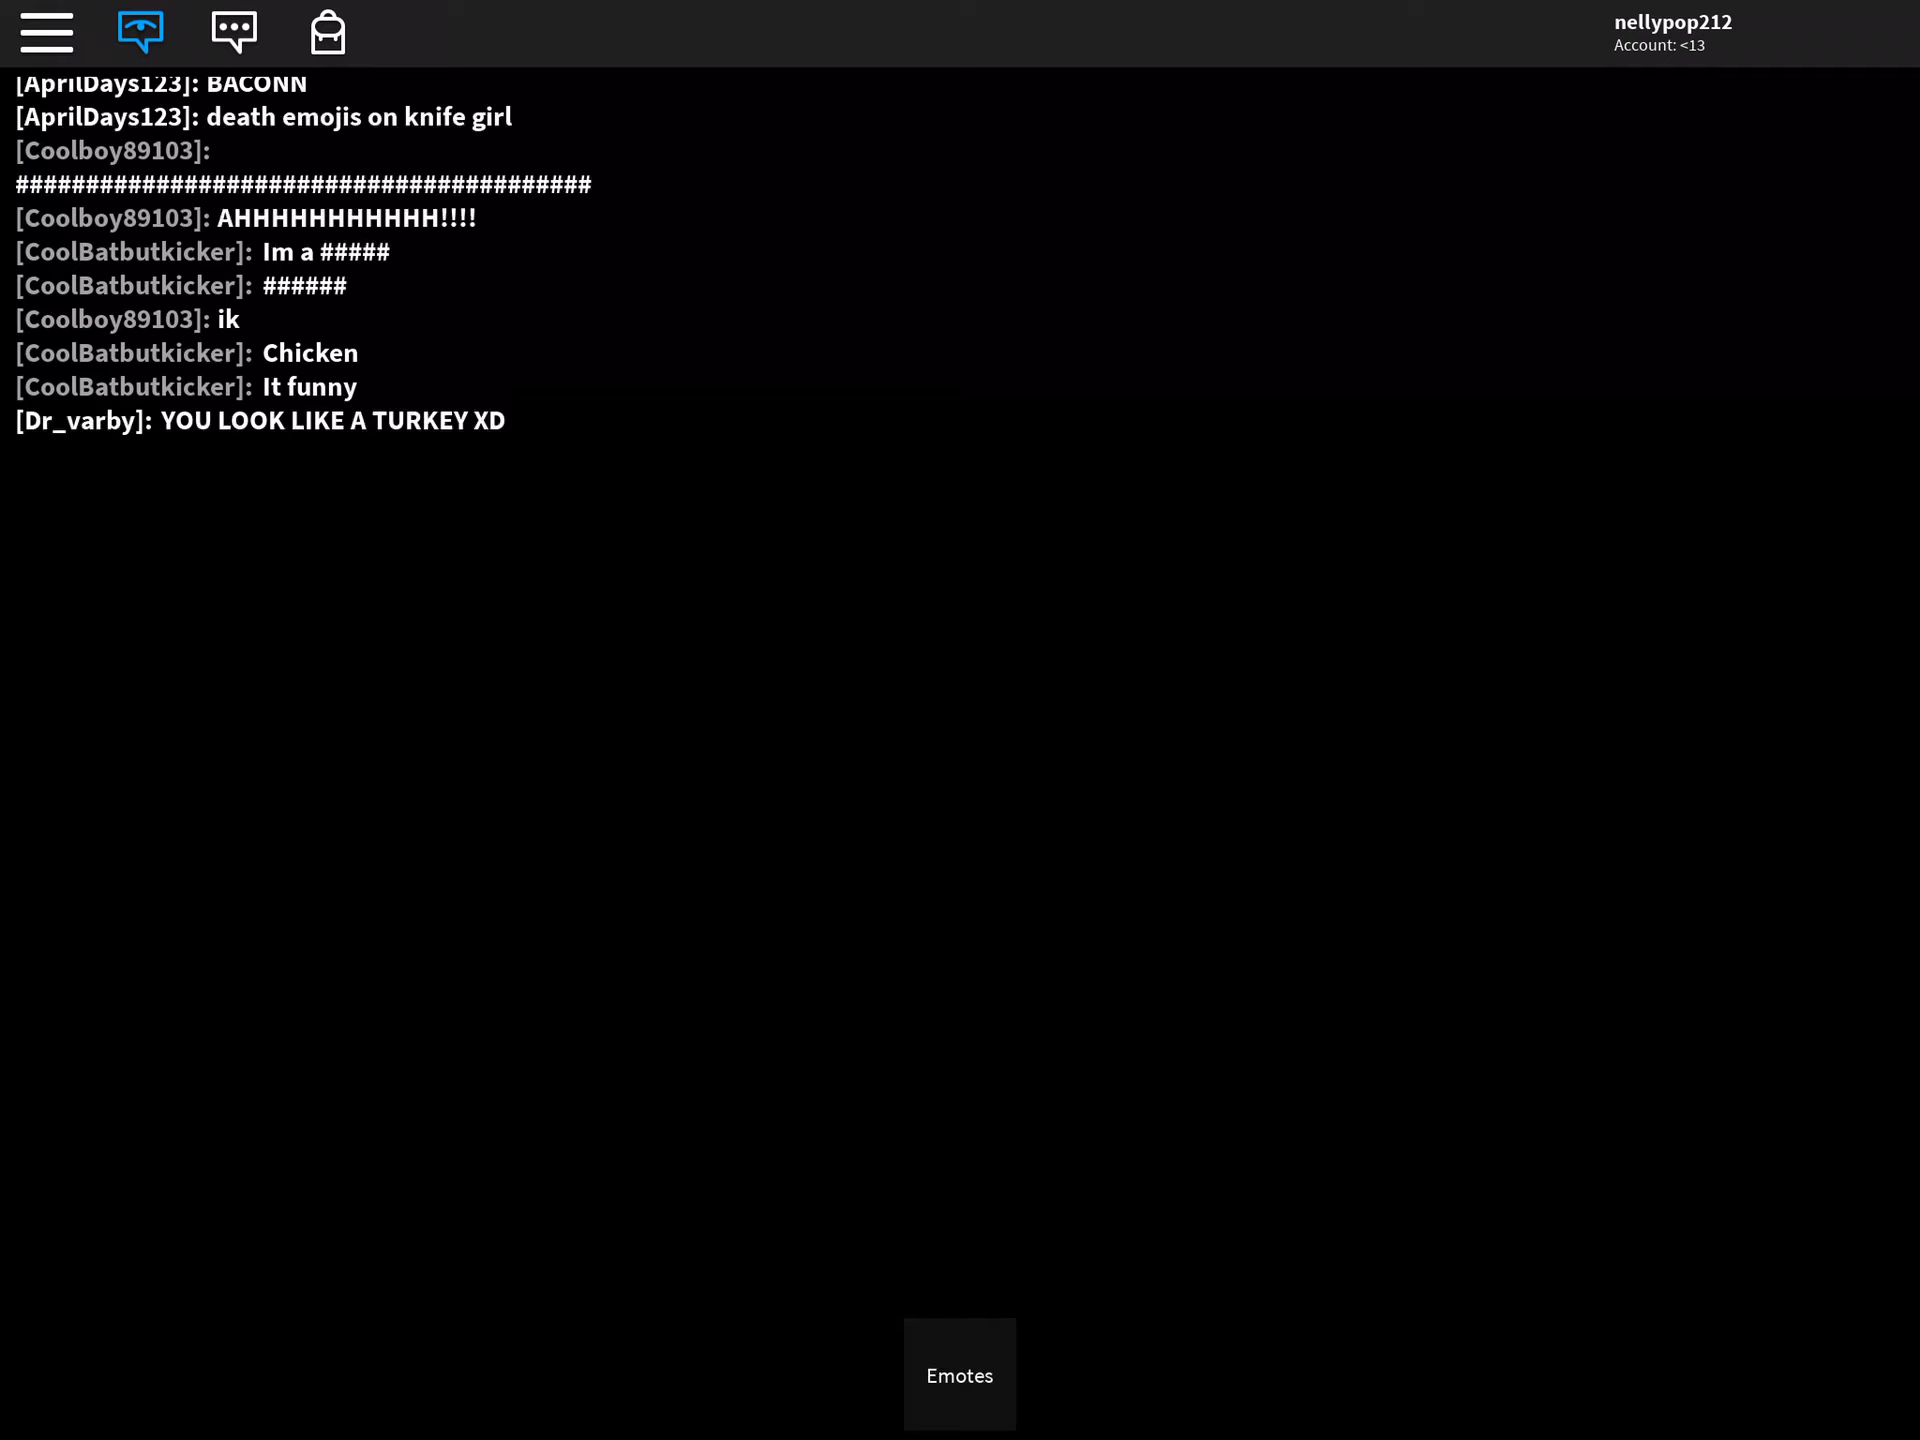 nellypop212
Account: <13
[AprilDays123]: BACONN
[AprilDays123]: death emojis on knife girl
[Coolboy89103]:
#########################################
[Coolboy89103]: AHHHHHHHHHHH!!!!
[CoolBatbutkicker]: Im a #####
[CoolBatbutkicker]: ######
[Coolboy89103]: ik
[CoolBatbutkicker]: Chicken
[CoolBatbutkicker]: It funny
[Dr_varby]: YOU LOOK LIKE A TURKEY XD
Emotes